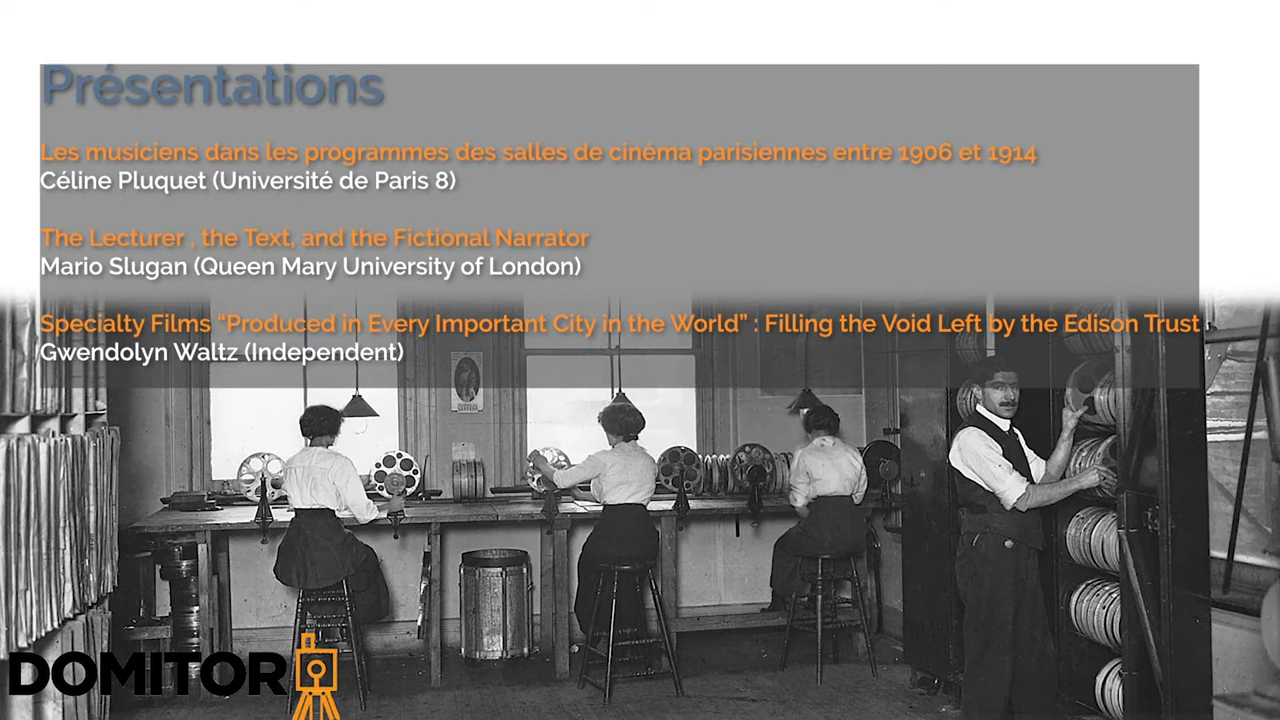 Présentations
Les musiciens dans les programmes des salles de cinéma parisiennes entre 1906 et 1914
Céline Pluquet (Université de Paris 8)
The Lecturer , the Text, and the Fictional Narrator
Mario Slugan (Queen Mary University of London)
Specialty Films “Produced in Every Important City in the World” : Filling the Void Left by the Edison Trust
Gwendolyn Waltz (Independent)
DOMITOR